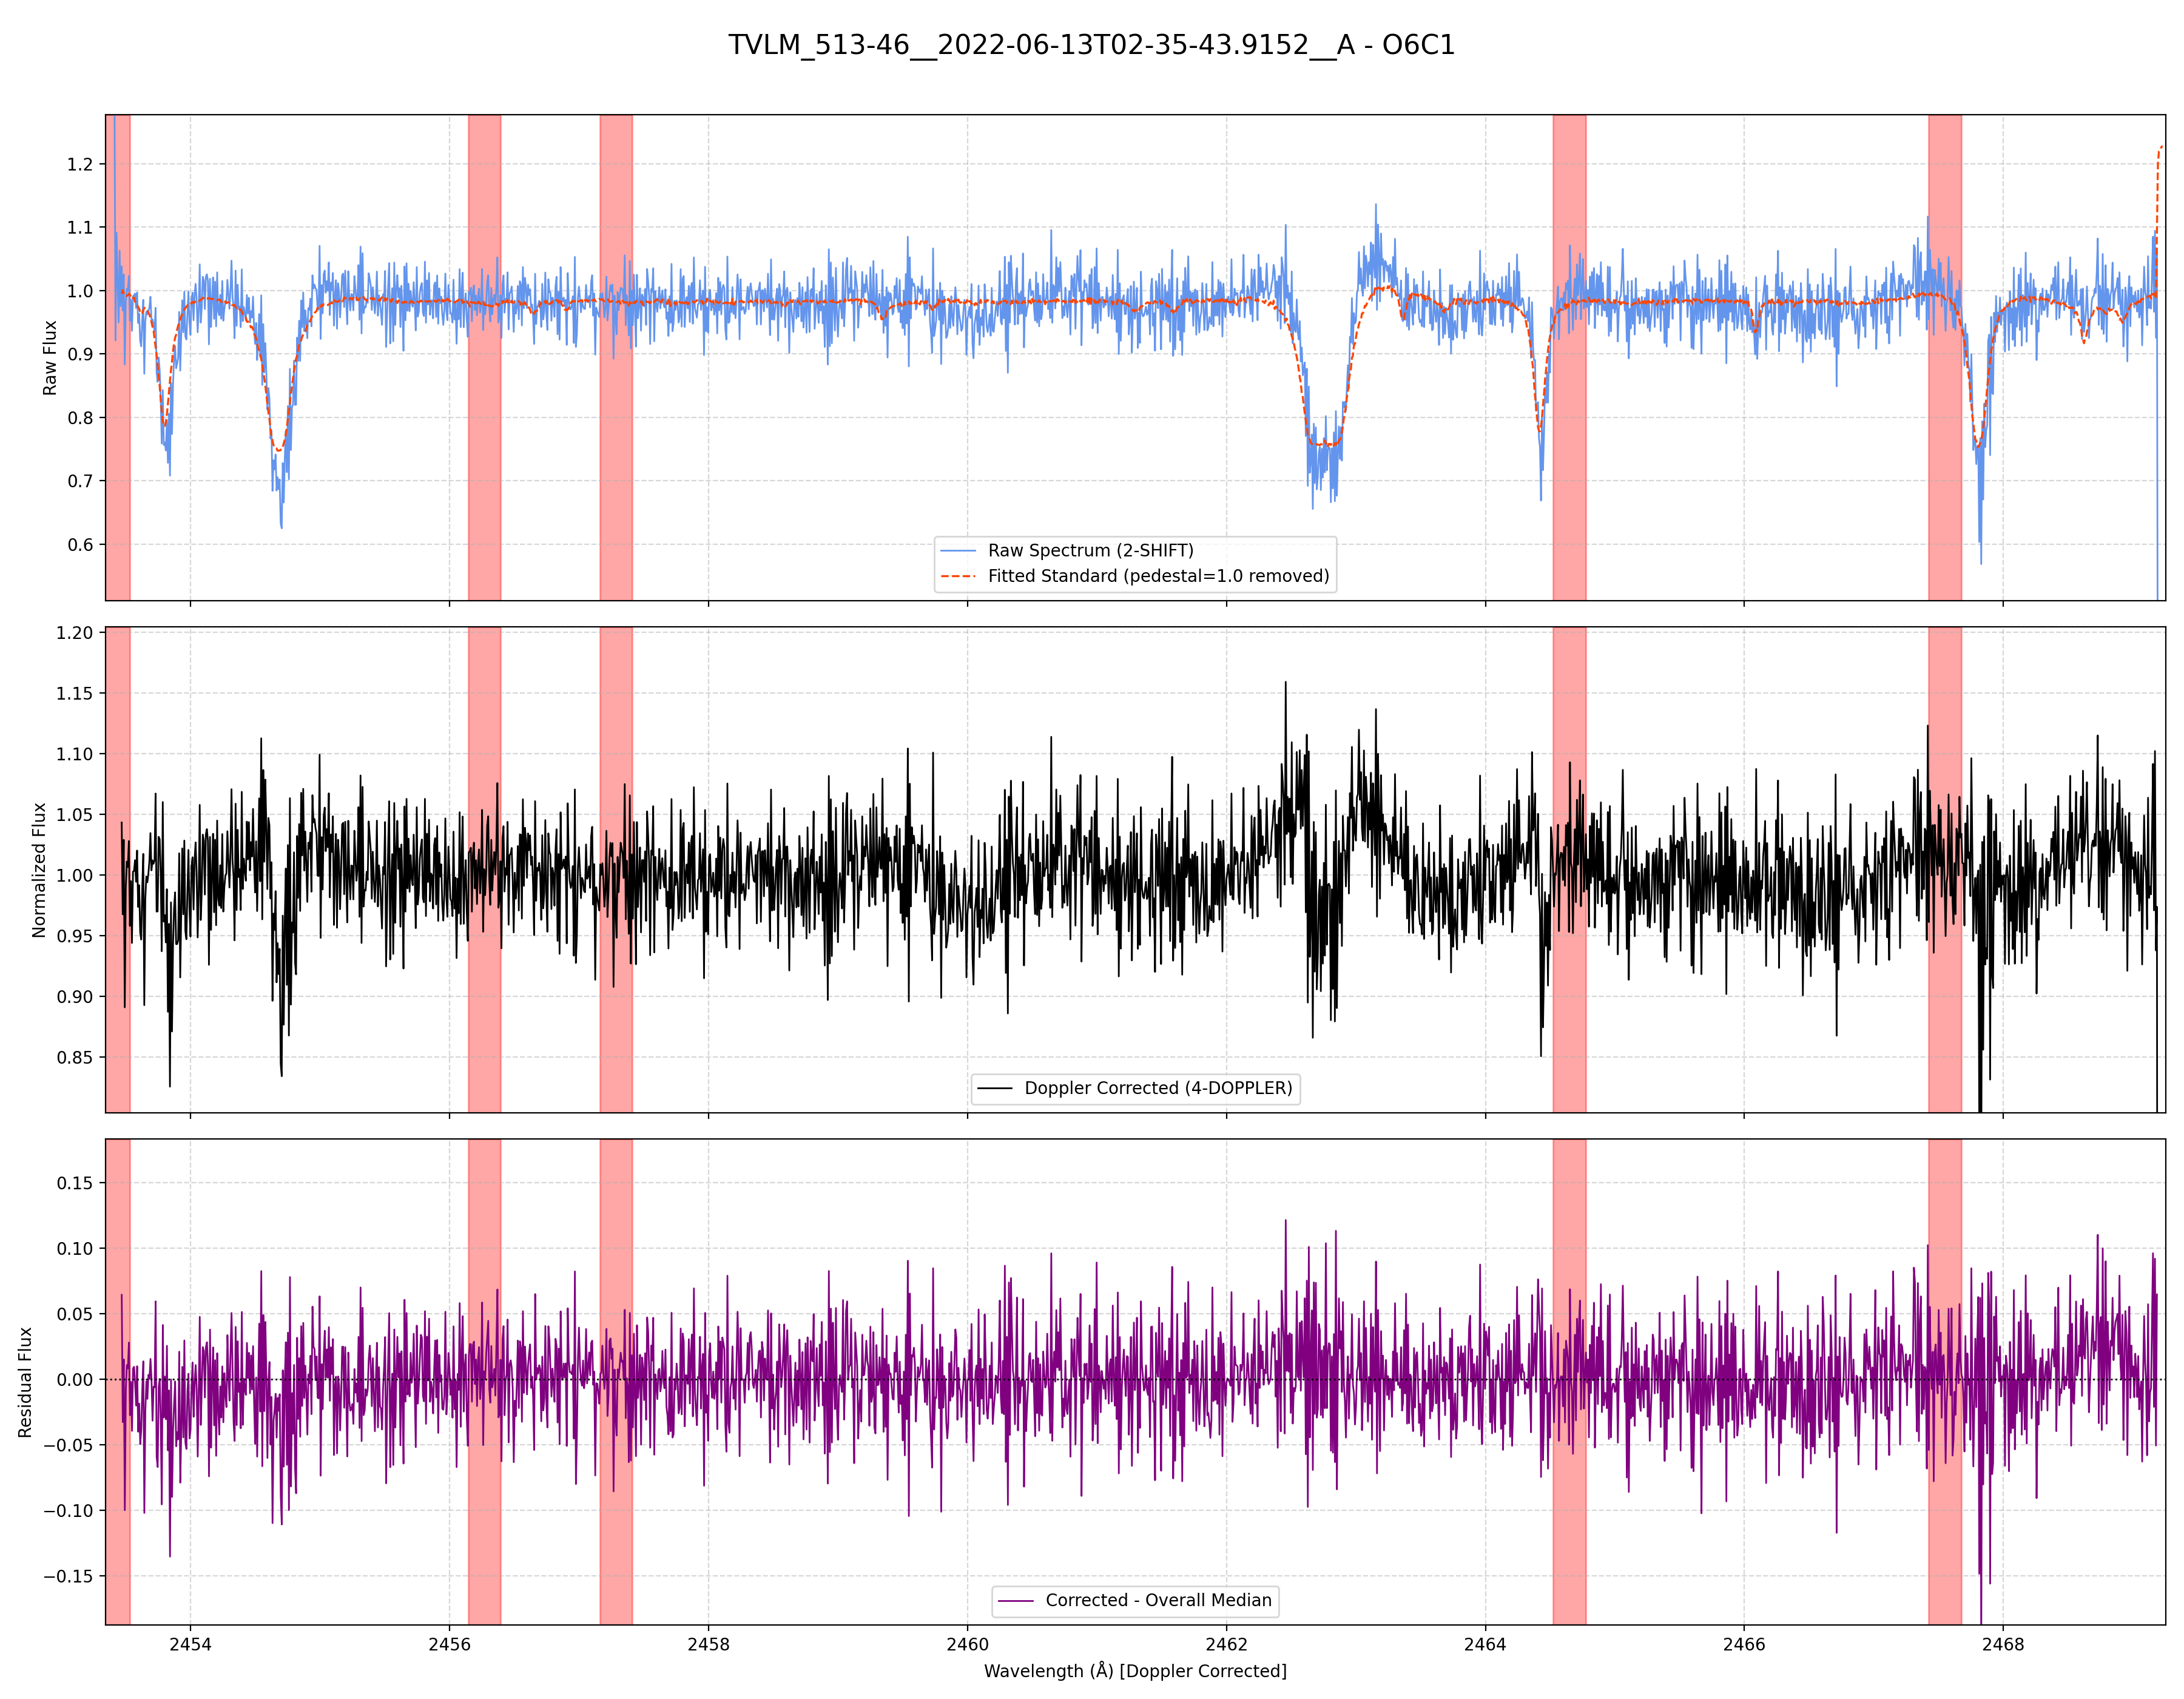 TVLM_513-46__2022-06-13T02-35-43.9152__A - O6C1
1.2
1.1
1.0
0.9
0.8
0.7
0.6
Raw Flux
Raw Spectrum (2-SHIFT)
Fitted Standard (pedestal=1.0 removed)
1.20
1.15
1.10
1.05
1.00
0.95
0.90
0.85
Normalized Flux
Doppler Corrected (4-DOPPLER)
0.15
0.10
0.05
0.00
−0.05
−0.10
−0.15
Residual Flux
Corrected - Overall Median
2454 2456 2458 2460 2462 2464 2466 2468
Wavelength (Å) [Doppler Corrected]